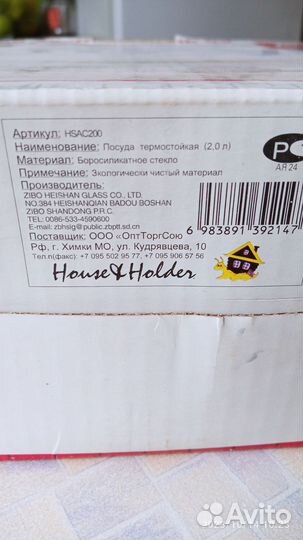 Артикул: HSAC200
Наименование: Посуда термостойкая (2,0 л)
Материал: Боросиликатное стекло
Примечание: Экологически чистый материал
Производитель:
ZIBO HEISHAN GLASS CO., LTD.
NO.384 HEISHANQIAN BADOU BOSHAN
ZIBO SHANDONG P.R.C.
TEL: 0086-533-4590600
E-mail: zbhslg@public.zbptt.sd.cn
Поставщик: ООО «ОптТоргСою
Рф, г. Химки МО, ул. Кудрявцева, 10
Тел.п(факс): +7 095 502 95 77, +7 095 906 57 56
House & Holder
АЯ 24
6 983891 392147
Avito